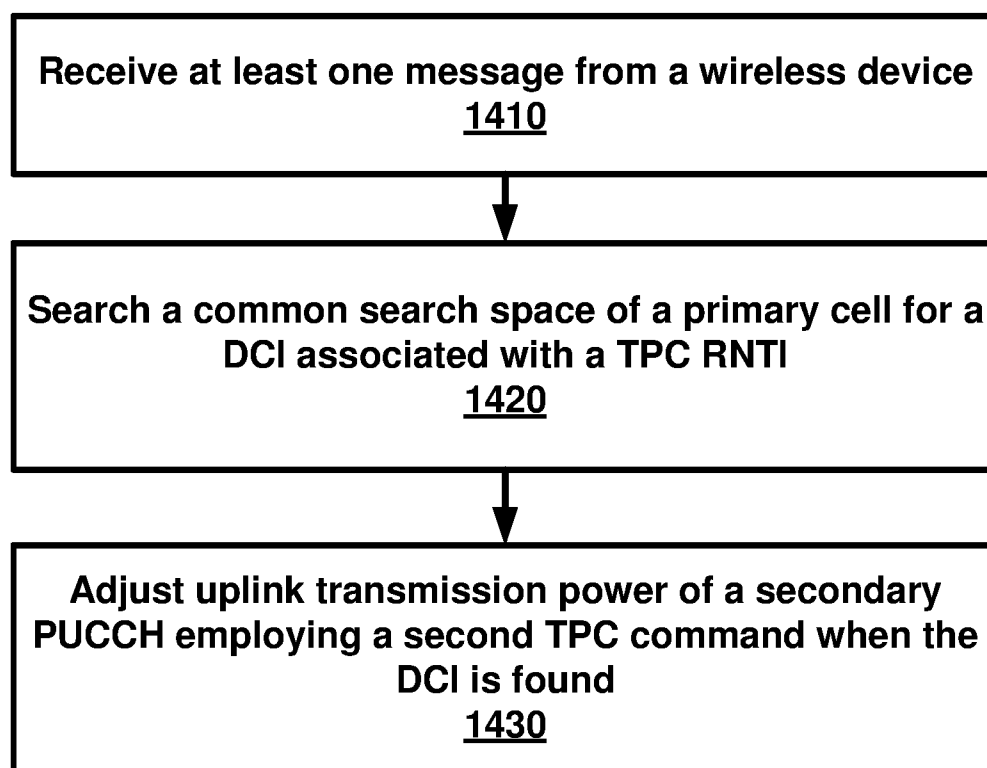 Receive at least one message from a wireless device
1410
Search a common search space of a primary cell for a
DCI associated with a TPC RNTI
1420
Adjust uplink transmission power of a secondary
PUCCH employing a second TPC command when the
DCI is found
1430